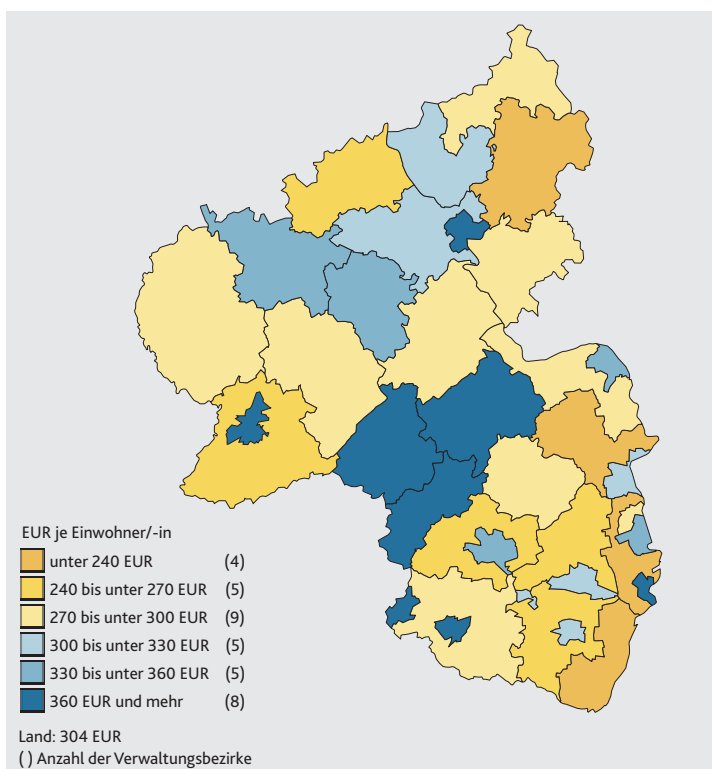 EUR je Einwohner/-in
unter 240 EUR (4)
240 bis unter 270 EUR (5)
270 bis unter 300 EUR (9)
300 bis unter 330 EUR (5)
330 bis unter 360 EUR (5)
360 EUR und mehr (8)
Land: 304 EUR
( ) Anzahl der Verwaltungsbezirke